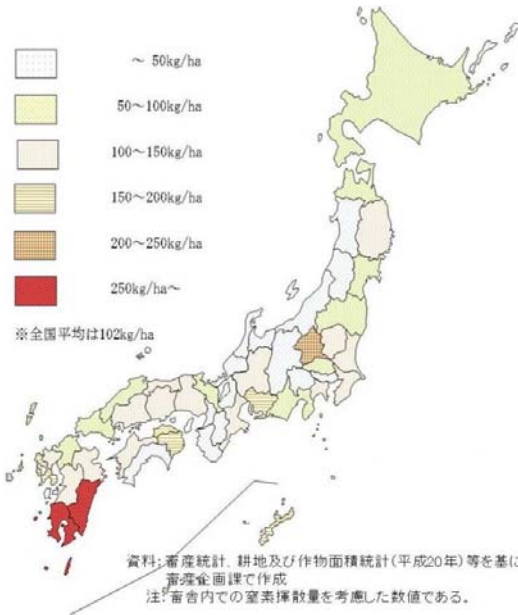 ～ 50kg/ha
50～100kg/ha
100～150kg/ha
150～200kg/ha
200～250kg/ha
250kg/ha～
※全国平均は102kg/ha
資料:畜産統計、耕地及び作物面積統計(平成20年)等を基に
畜産企画課で作成
注:畜舎内での窒素揮散量を考慮した数値である。